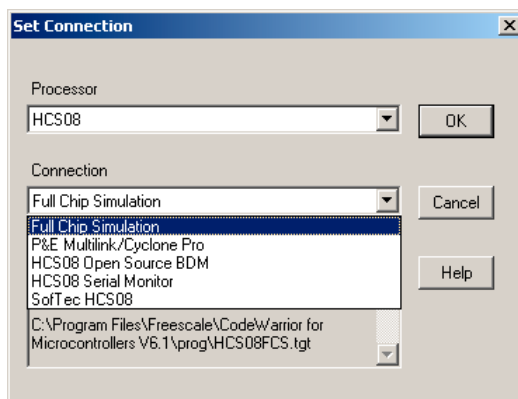 Set Connection
Processor
HCS08
OK
Connection
Full Chip Simulation
Cancel
Full Chip Simulation
P&E Multilink/Cyclone Pro
HCS08 Open Source BDM
HCS08 Serial Monitor
SofTec HCS08
Help
C:\Program Files\Freescale\CodeWarrior for
Microcontrollers V6.1\prog\HCS08FCS.tgt